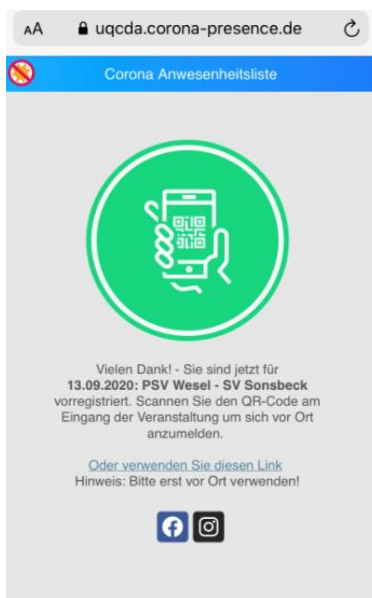 AA uqcda.corona-presence.de
Corona Anwesenheitsliste
Vielen Dank! - Sie sind jetzt für
13.09.2020: PSV Wesel - SV Sonsbeck
vorregistriert. Scannen Sie den QR-Code am
Eingang der Veranstaltung um sich vor Ort
anzumelden.
Oder verwenden Sie diesen Link
Hinweis: Bitte erst vor Ort verwenden!